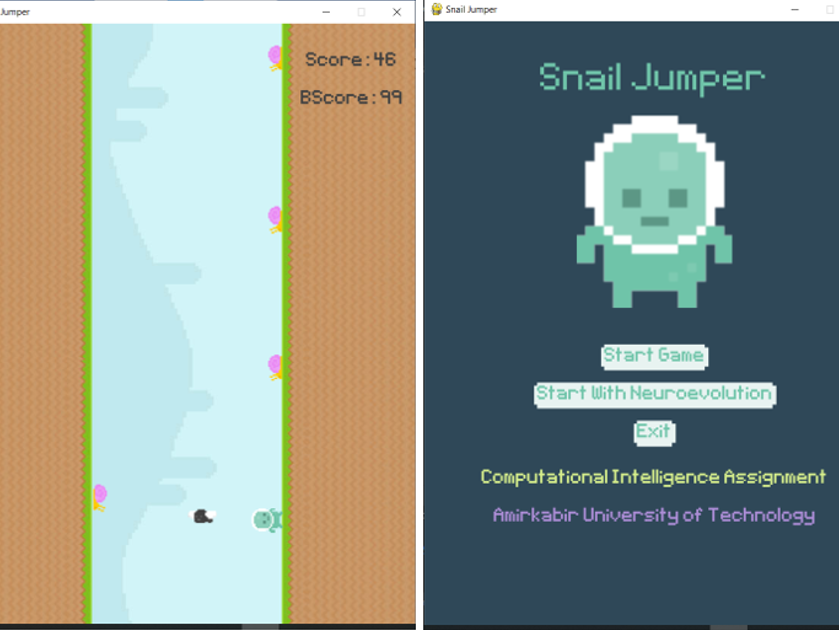 Jumper
Score:46
BScore:99
Snail Jumper
Snail Jumper
Start Game
Start With Neuroevolution
Exit
Computational Intelligence Assignment
Amirkabir University of Technology